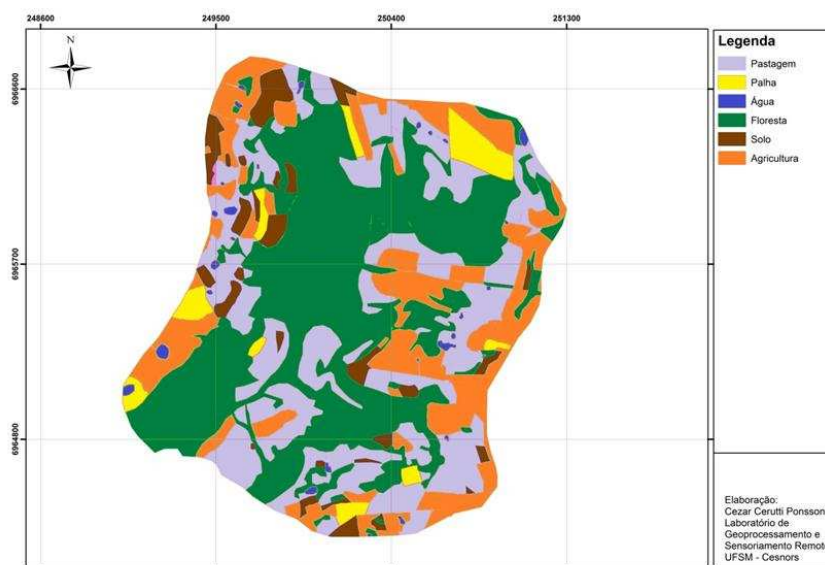 248600 249500 250400 251300
N
6966600
6965700
6964800
Legenda
Pastagem
Palha
Água
Floresta
Solo
Agricultura
Elaboração:
Cezar Cerutti Ponsson
Laboratório de
Geoprocessamento e
Sensoriamento Remot
UFSM - Cesnors